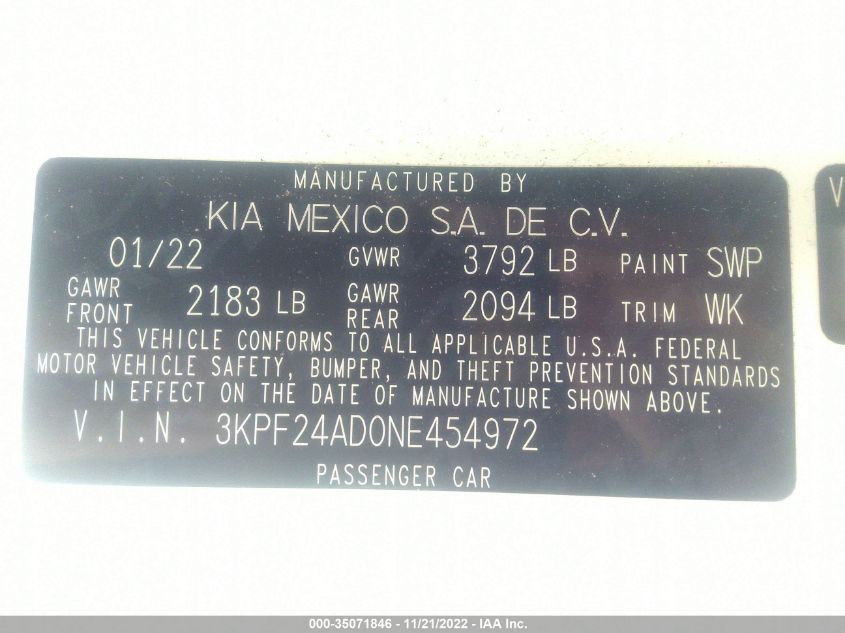 MANUFACTURED BY
KIA MEXICO S.A. DE C.V.
01/22 GVWR 3792 LB PAINT SWP
GAWR FRONT 2183 LB GAWR REAR 2094 LB TRIM WK
THIS VEHICLE CONFORMS TO ALL APPLICABLE U.S.A. FEDERAL
MOTOR VEHICLE SAFETY, BUMPER, AND THEFT PREVENTION STANDARDS
IN EFFECT ON THE DATE OF MANUFACTURE SHOWN ABOVE.
V.I.N. 3KPF24AD0NE454972
PASSENGER CAR
V
000-35071846 - 11/21/2022 - IAA Inc.